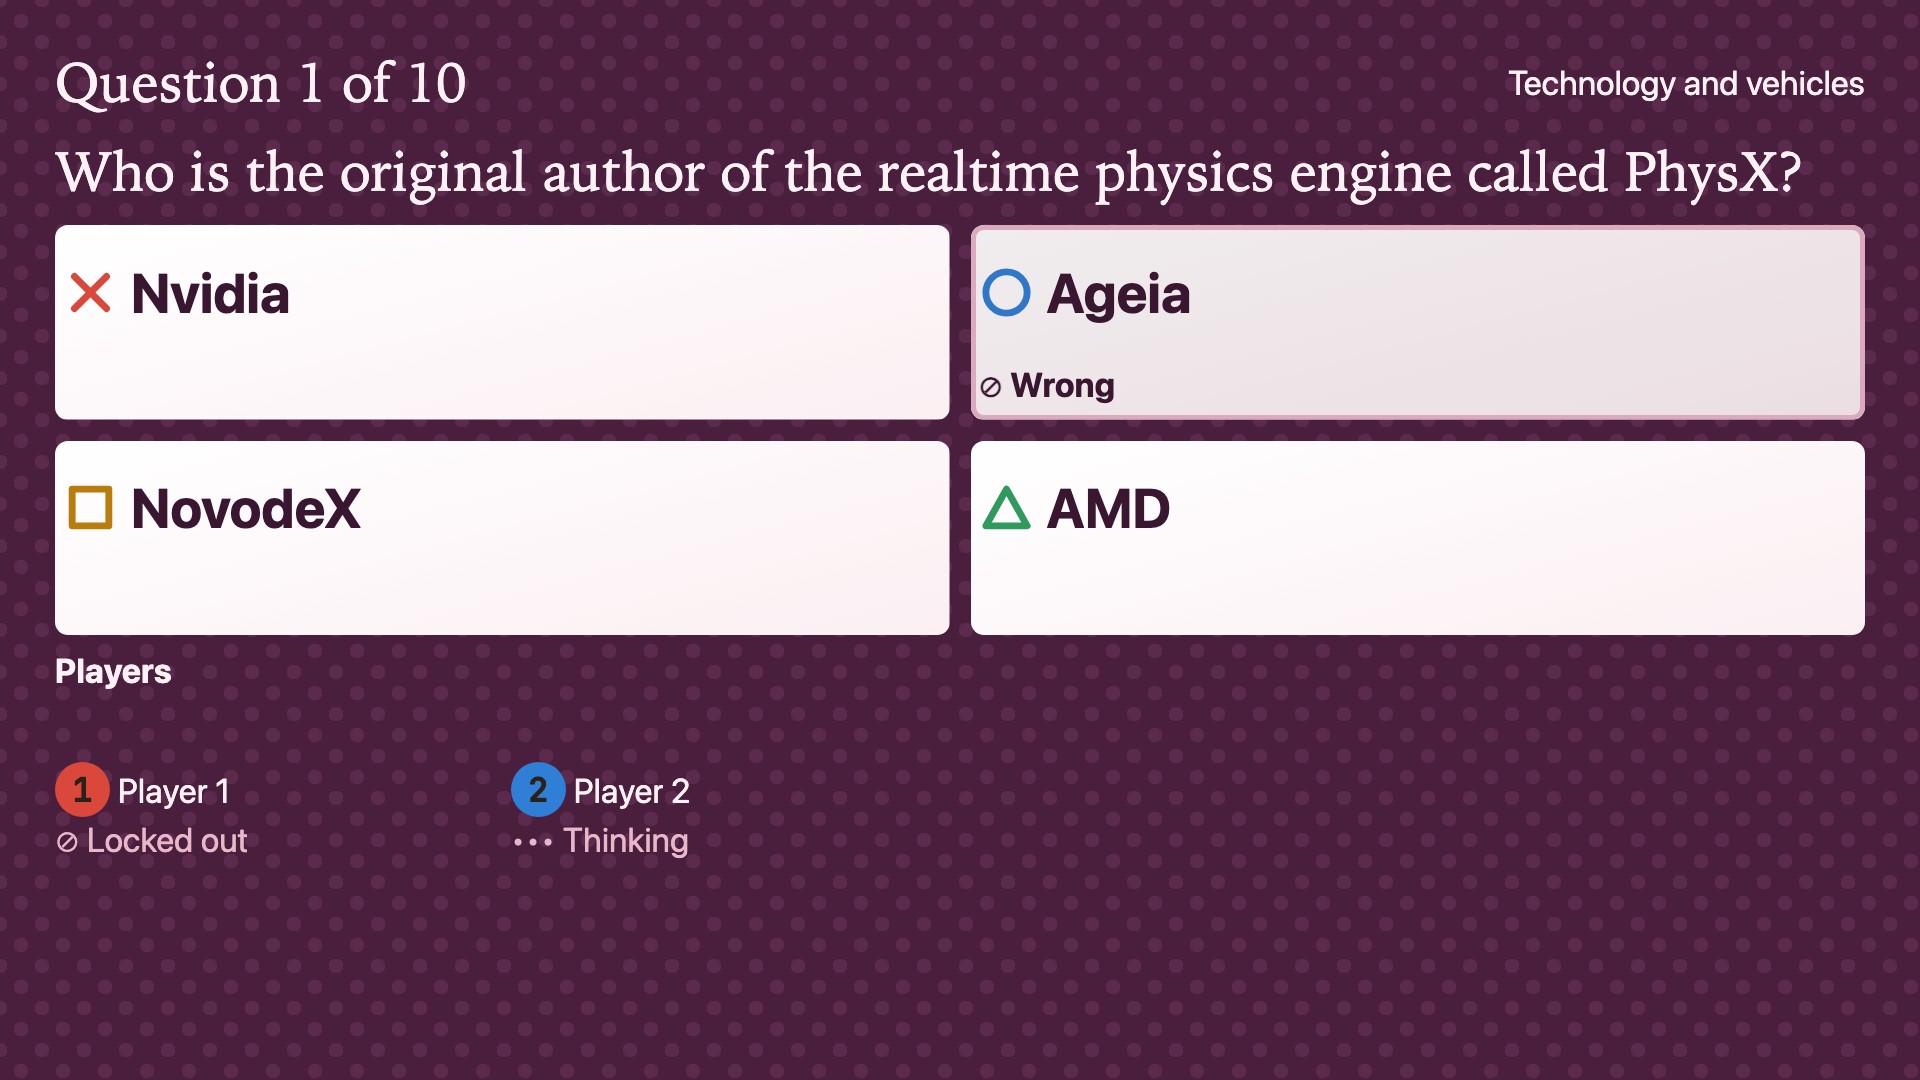 Question 1 of 10
Technology and vehicles
Who is the original author of the realtime physics engine called PhysX?
Nvidia
Ageia
Wrong
NovodeX
AMD
Players
1 Player 1
Locked out
2 Player 2
Thinking